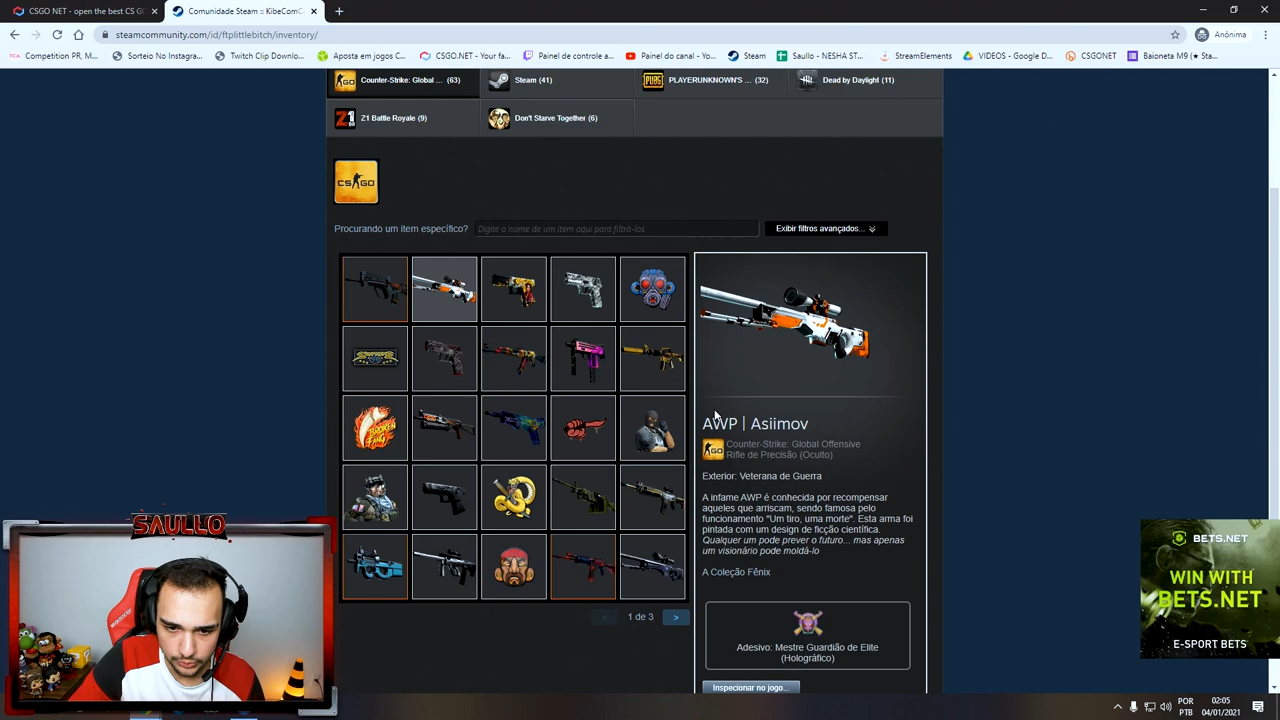 CSGO NET - open the best CS G
Comunidade Steam :: KibeComCa
steamcommunity.com/id/ftplittlebitch/inventory/
Anônima
Competition PR, M...
Sorteio No Instagra...
Twitch Clip Downlo...
Aposta em jogos C...
CSGO.NET - Your fa...
Painel de controle a...
Painel do canal - Yo...
Steam
Saullo - NESHA ST...
StreamElements
VIDEOS - Google D...
CSGONET
Baioneta M9 (★ Sta...
Counter-Strike: Global ... (63)
Steam (41)
PLAYERUNKNOWN'S ... (32)
Dead by Daylight (11)
Z1 Battle Royale (9)
Don't Starve Together (6)
CS GO
Procurando um item específico?
Digite o nome de um item aqui para filtrá-los
Exibir filtros avançados...
AWP | Asiimov
Counter-Strike: Global Offensive
Rifle de Precisão (Oculto)
Exterior: Veterana de Guerra
A infame AWP é conhecida por recompensar
aqueles que arriscam, sendo famosa pelo
funcionamento "Um tiro, uma morte". Esta arma foi
pintada com um design de ficção científica.
Qualquer um pode prever o futuro... mas apenas
um visionário pode moldá-lo
A Coleção Fênix
BROKEN
FANG
< 1 de 3 >
Adesivo: Mestre Guardião de Elite
(Holográfico)
Inspecionar no jogo...
SAULLO
BETS.NET
WIN WITH
BETS.NET
E-SPORT BETS
POR
PTB
02:05
04/01/2021